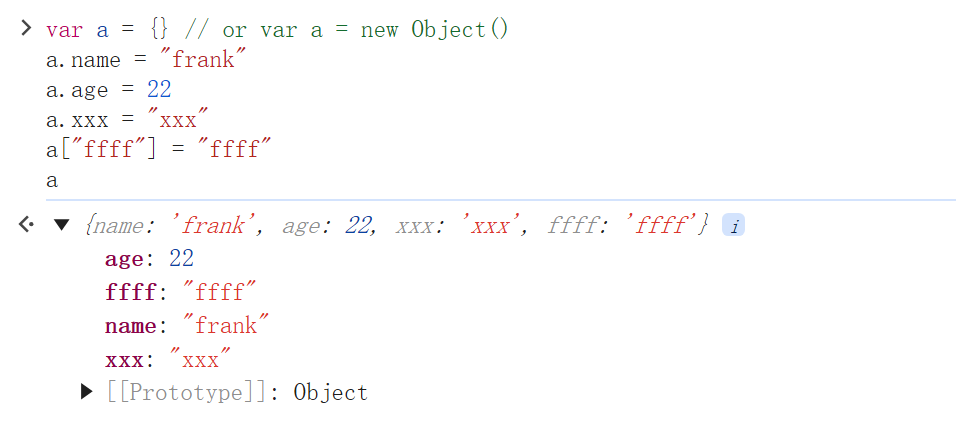 var a = {} // or var a = new Object()
a.name = "frank"
a.age = 22
a.xxx = "xxx"
a["ffff"] = "ffff"
a
{name: 'frank', age: 22, xxx: 'xxx', ffff: 'ffff'} i
age: 22
ffff: "ffff"
name: "frank"
xxx: "xxx"
[[Prototype]]: Object